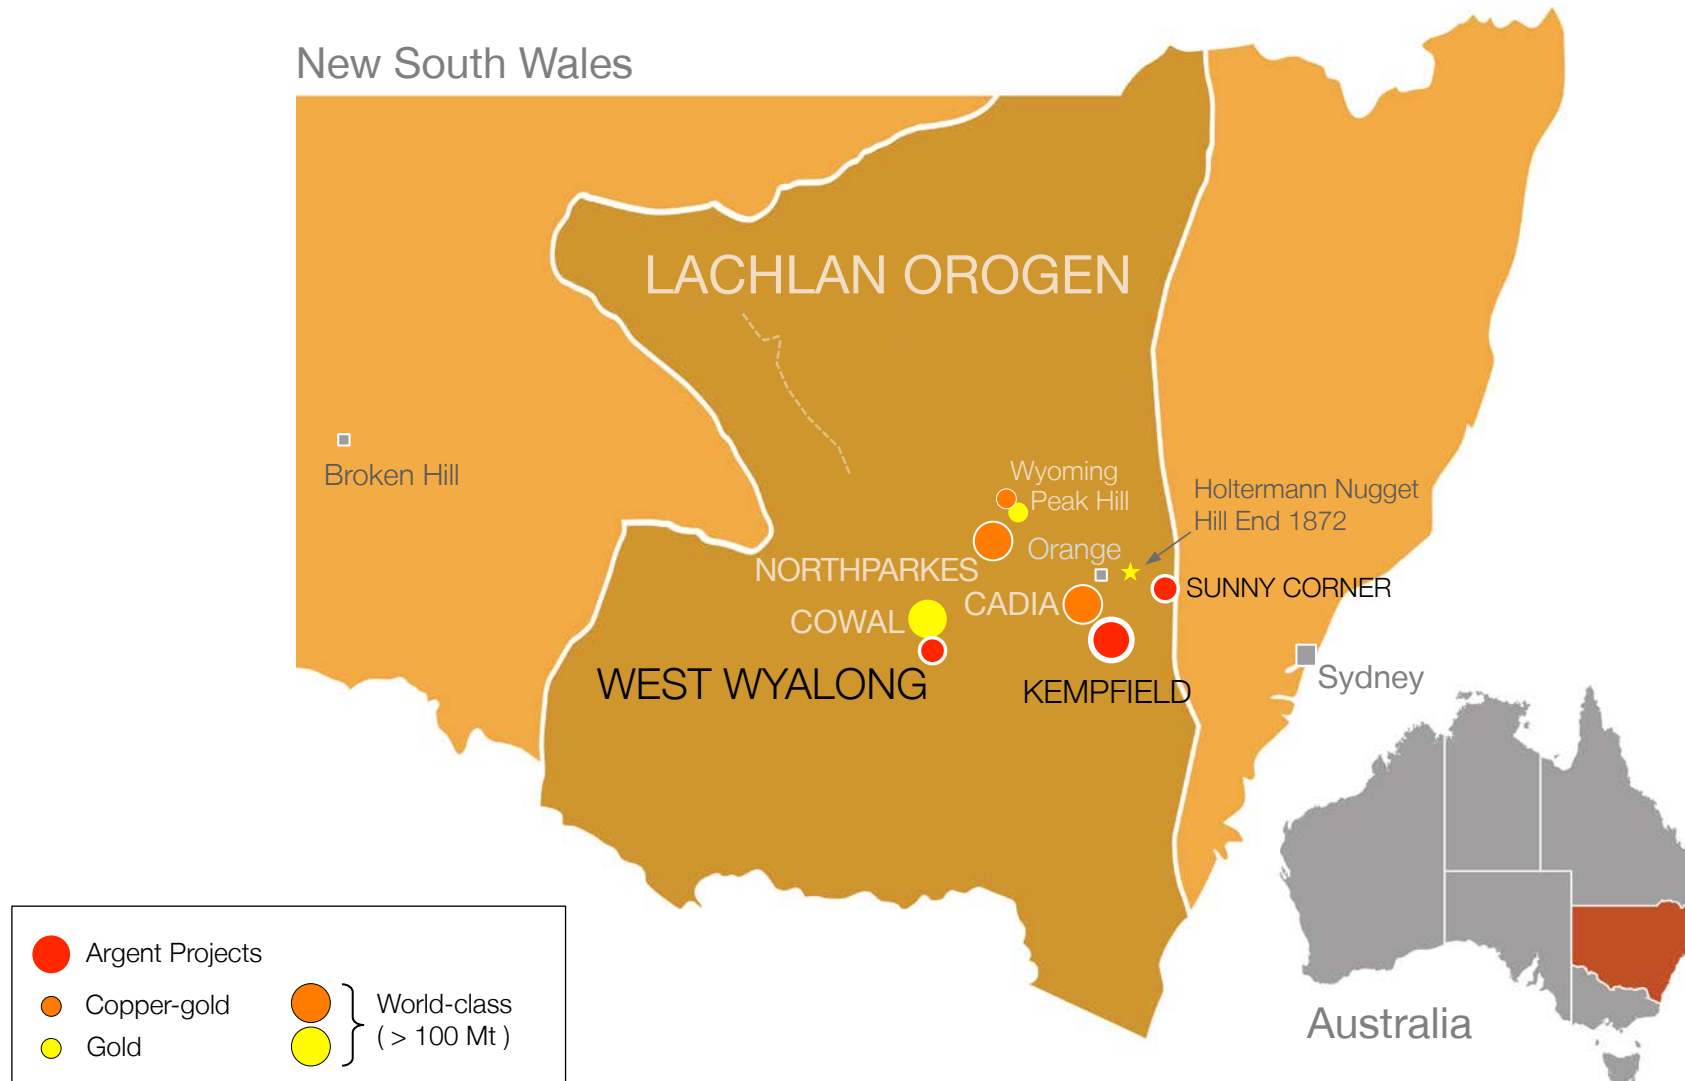 New South Wales
LACHLAN OROGEN
Broken Hill
Wyoming
Peak Hill
Holtermann Nugget
Hill End 1872
Orange
NORTHPARKES
SUNNY CORNER
CADIA
COWAL
WEST WYALONG
KEMPFIELD
Sydney
Argent Projects
Copper-gold
Gold
World-class
( > 100 Mt )
Australia